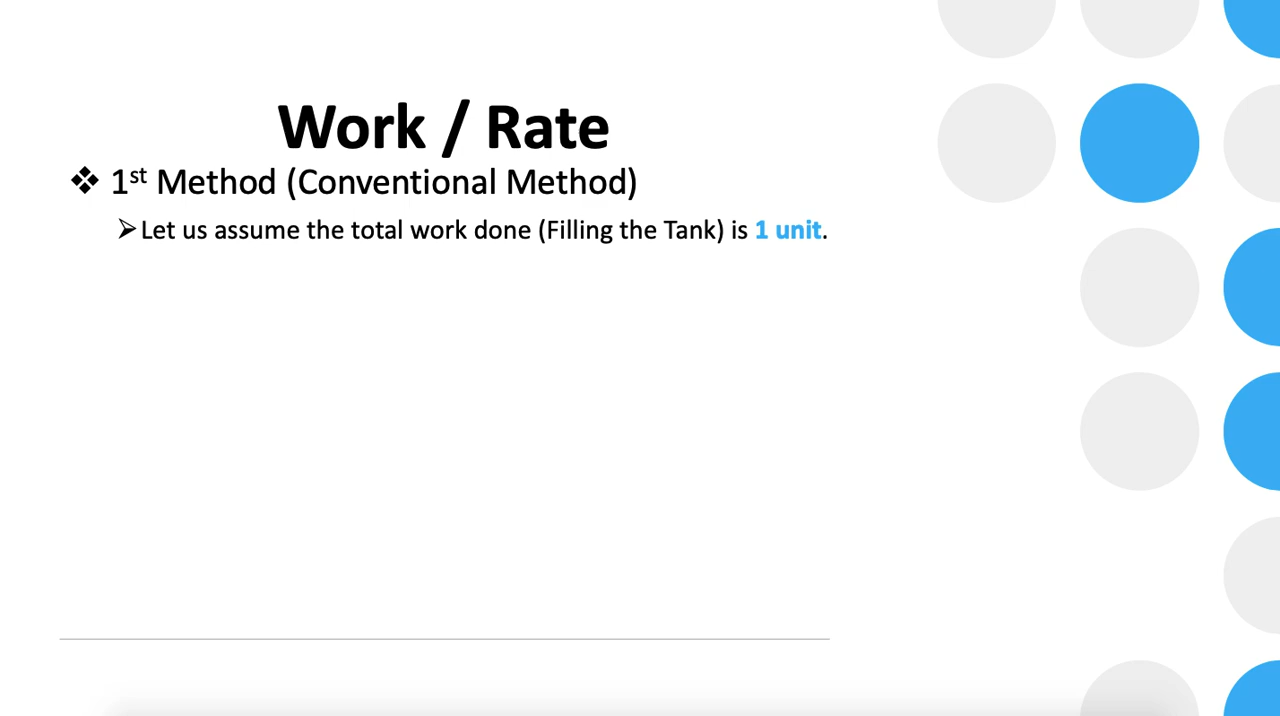 Work / Rate
❖ 1st Method (Conventional Method)
➢ Let us assume the total work done (Filling the Tank) is 1 unit.